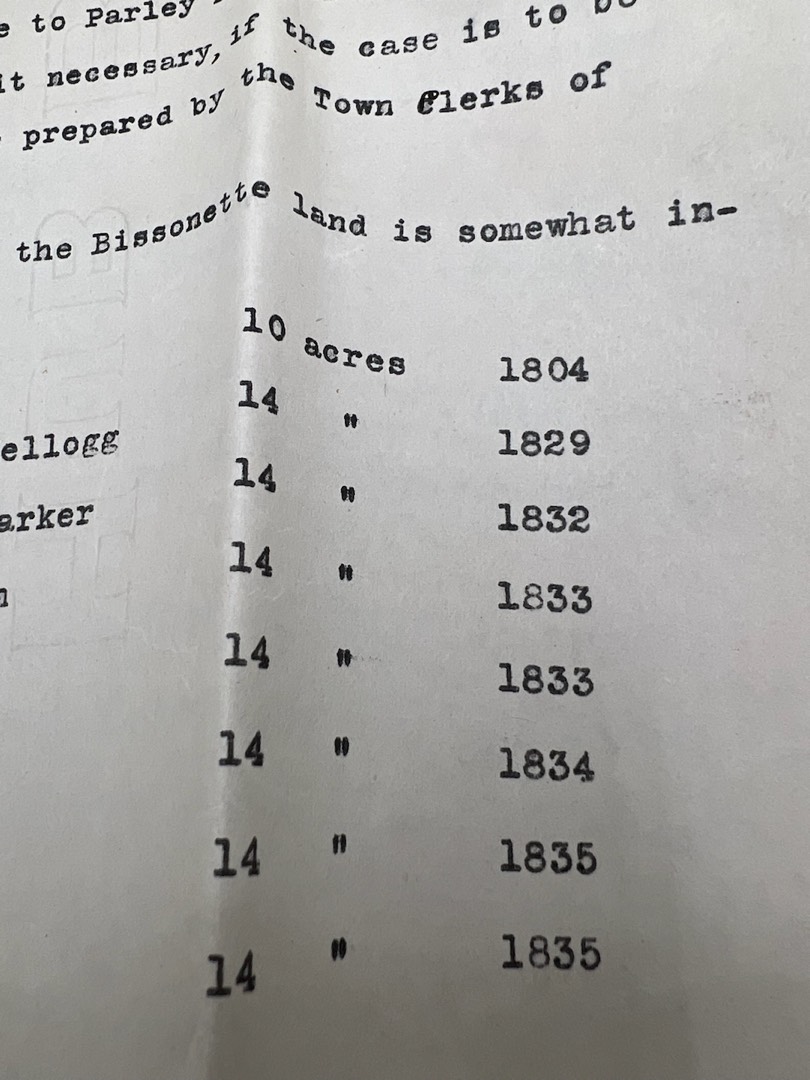 e to Parley
it necessary, if the case is to be
prepared by the Town Clerks of
the Bissonette land is somewhat in-
10 acres 1804
14 " 1829
ellogg 14 " 1832
arker 14 " 1833
n 14 " 1833
14 " 1834
14 " 1835
14 " 1835